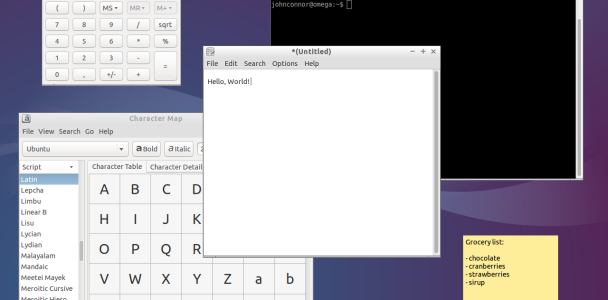 ( ) MS MR M+
7 8 9 / sqrt
4 5 6 * %
1 2 3 - =
0 . +/- +
johnconnor@omega:~$
*(Untitled)
File Edit Search Options Help
Hello, World!
Character Map
File View Search Go Help
Ubuntu
a Bold a Italic 2
Script
Latin
Lepcha
Limbu
Linear B
Lisu
Lycian
Lydian
Malayalam
Mandaic
Meetei Mayek
Meroitic Cursive
Meroitic Hiero
Character Table Character Detail
A B C D
H I J K
O P Q R
V W X Y Z a b
Grocery list:
- chocolate
- cranberries
- strawberries
- sirup